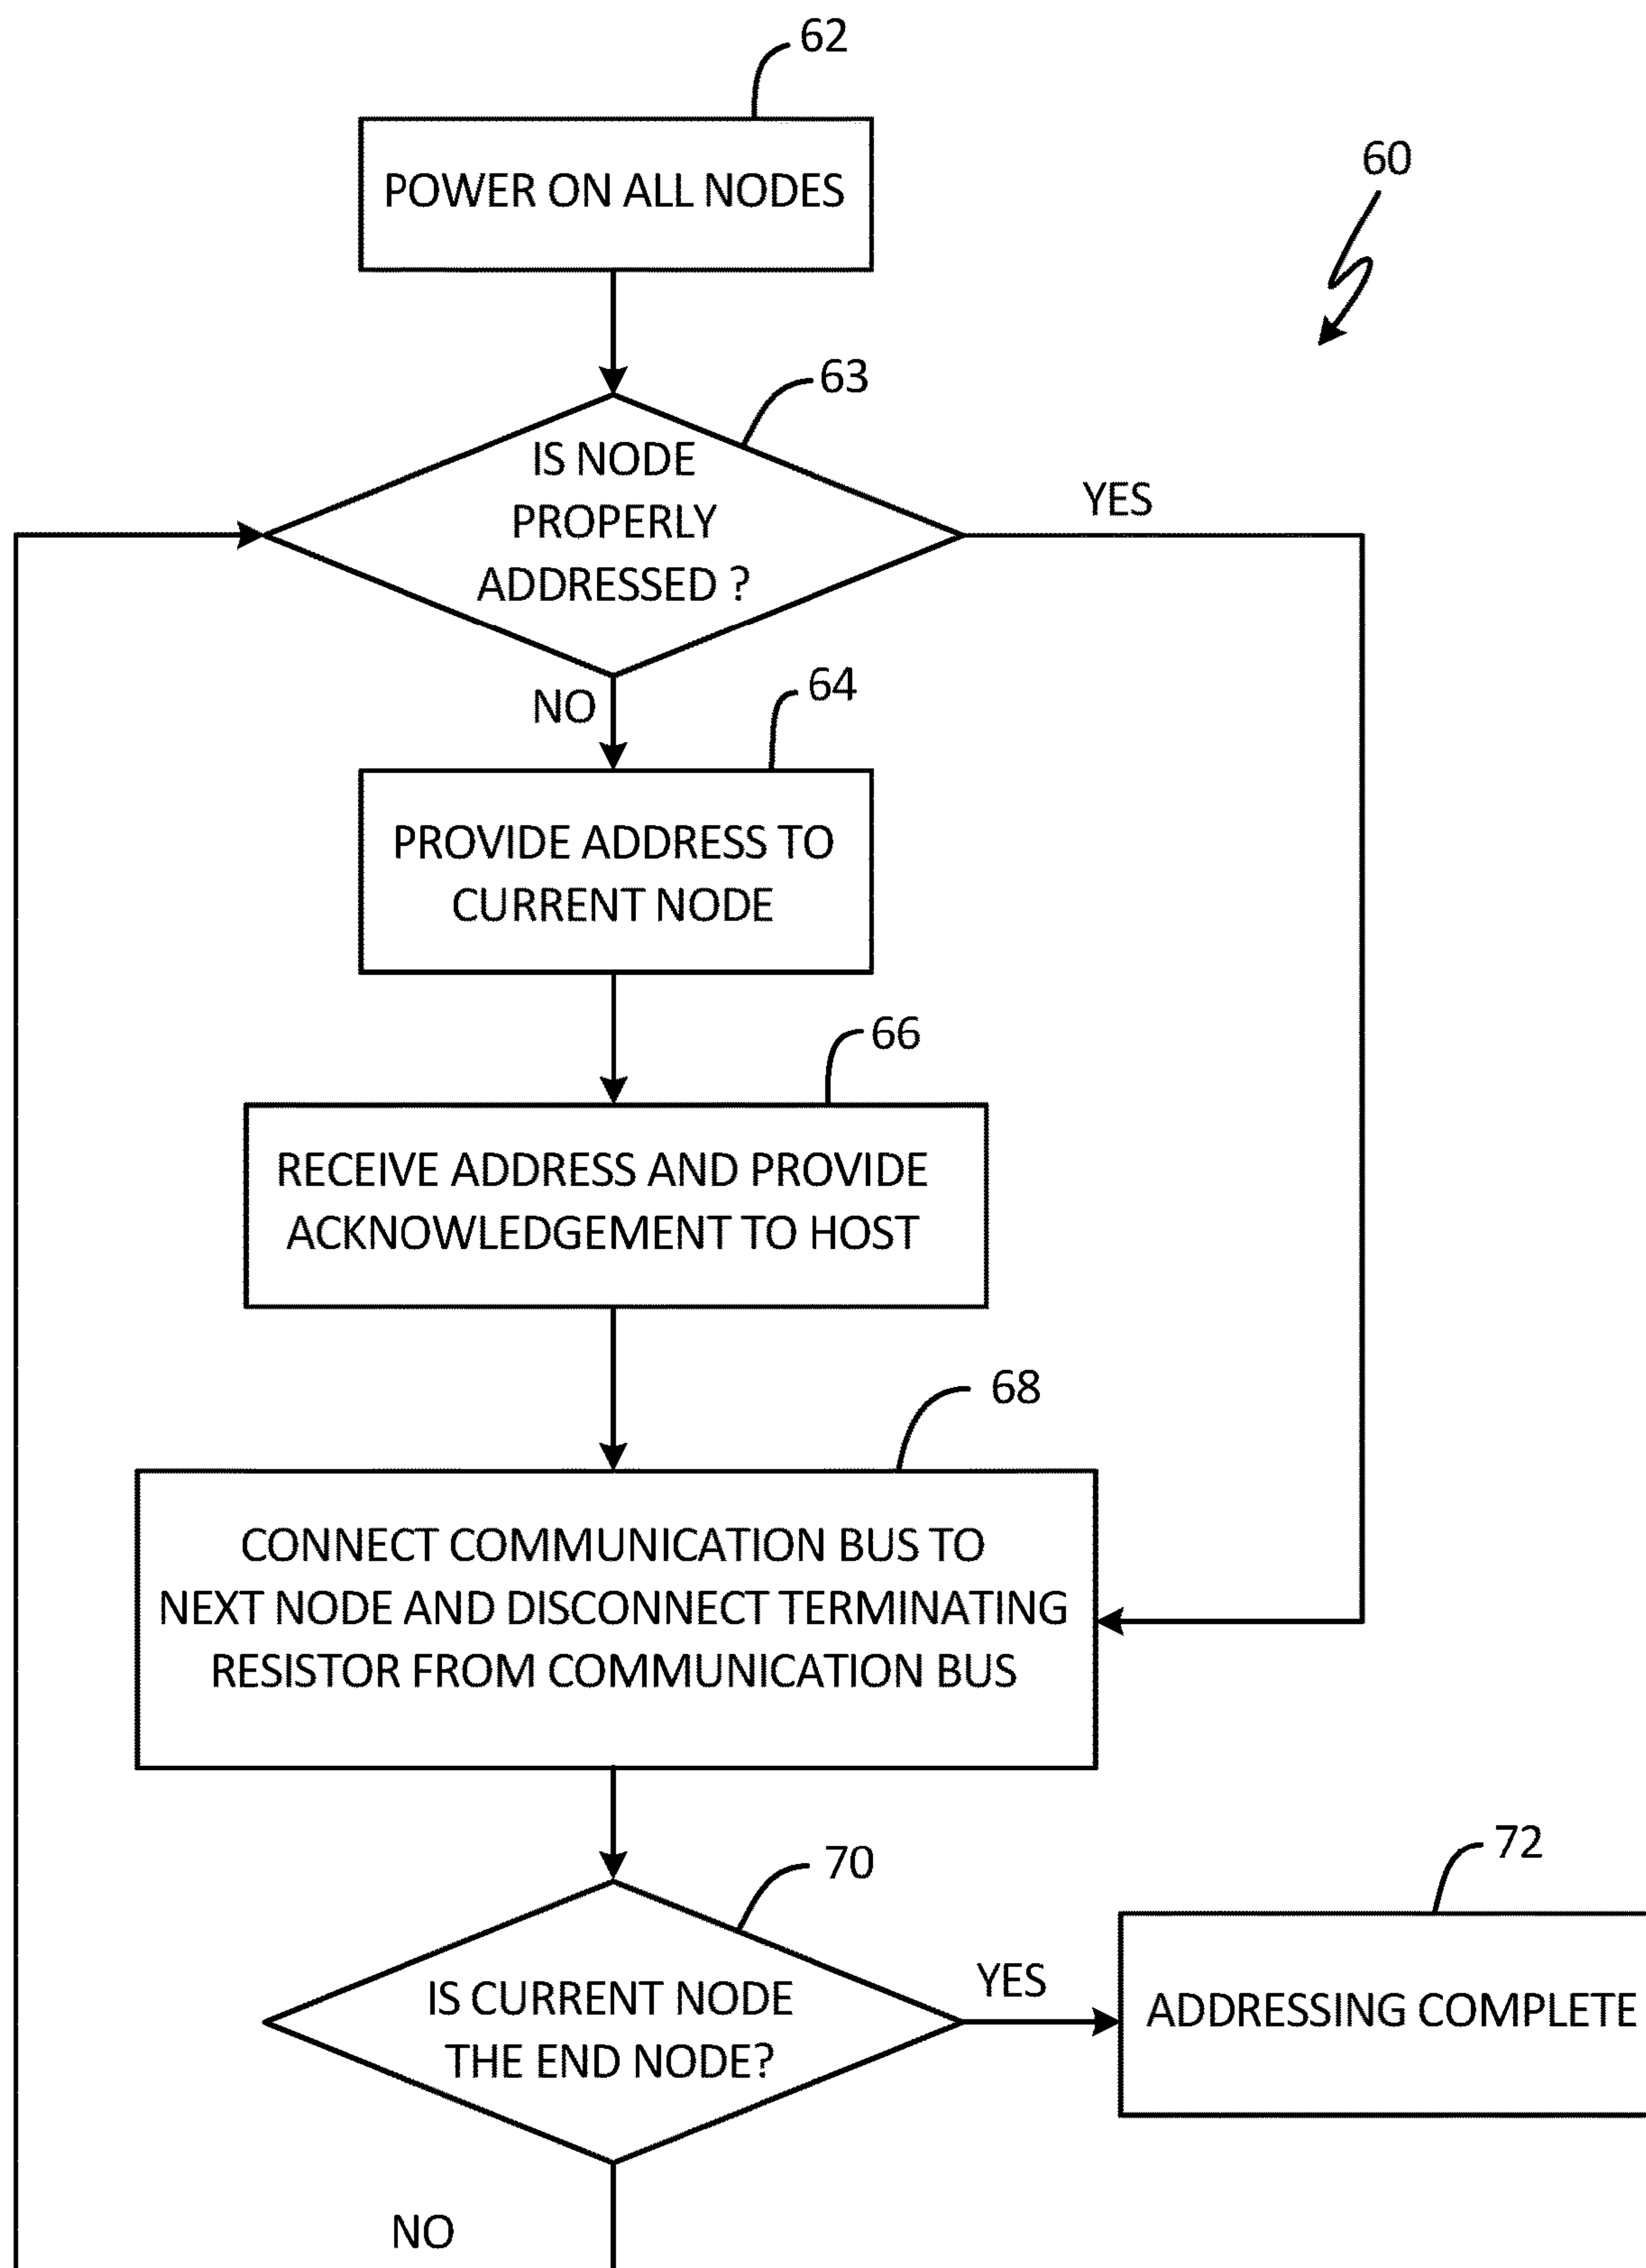 62
POWER ON ALL NODES
60
63
IS NODE
PROPERLY
ADDRESSED ?
YES
NO
64
PROVIDE ADDRESS TO
CURRENT NODE
66
RECEIVE ADDRESS AND PROVIDE
ACKNOWLEDGEMENT TO HOST
68
CONNECT COMMUNICATION BUS TO
NEXT NODE AND DISCONNECT TERMINATING
RESISTOR FROM COMMUNICATION BUS
70
IS CURRENT NODE
THE END NODE?
YES
72
ADDRESSING COMPLETE
NO